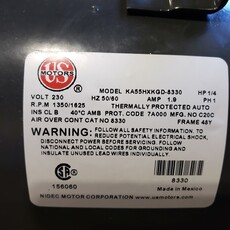 US
MOTORS
®
MODEL KA55HXKGD-8330 HP 1/4
VOLT 230 HZ 50/60 AMP 1.9 PH 1
R.P.M 1350/1625 THERMALLY PROTECTED AUTO
INS CL B 40°C AMB PROT. CODE 7A000 MFG. NO C20C
AIR OVER CONT CAT NO 8330 FRAME 48Y
WARNING: FAILURE TO FOLLOW SAFETY INSTRUCTIONS
TO REDUCE POTENTIAL ELECTRICAL SHOCK,
DISCONNECT POWER BEFORE SERVICING. FOLLOW
NATIONAL AND LOCAL CODES FOR GROUNDING AND
INSULATE UNUSED LEAD WIRES INDIVIDUALLY
8330
158060
Made in Mexico
NIDEC MOTOR CORPORATION www.usmotors.com